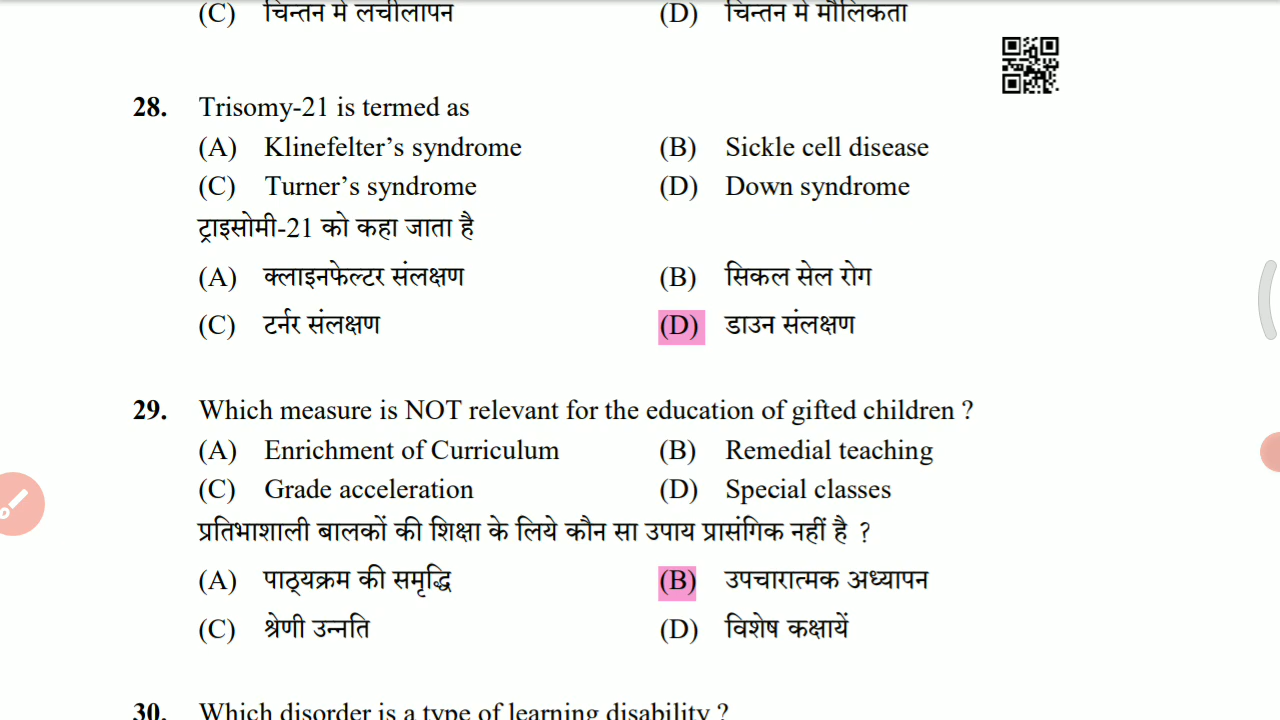 (C) चिन्तन में लचीलापन (D) चिन्तन में मौलिकता
28. Trisomy-21 is termed as
(A) Klinefelter’s syndrome (B) Sickle cell disease
(C) Turner’s syndrome (D) Down syndrome
ट्राइसोमी-21 को कहा जाता है
(A) क्लाइनफेल्टर संलक्षण (B) सिकल सेल रोग
(C) टर्नर संलक्षण (D) डाउन संलक्षण
29. Which measure is NOT relevant for the education of gifted children ?
(A) Enrichment of Curriculum (B) Remedial teaching
(C) Grade acceleration (D) Special classes
प्रतिभाशाली बालकों की शिक्षा के लिये कौन सा उपाय प्रासंगिक नहीं है ?
(A) पाठ्यक्रम की समृद्धि (B) उपचारात्मक अध्यापन
(C) श्रेणी उन्नति (D) विशेष कक्षायें
30. Which disorder is a type of learning disability ?